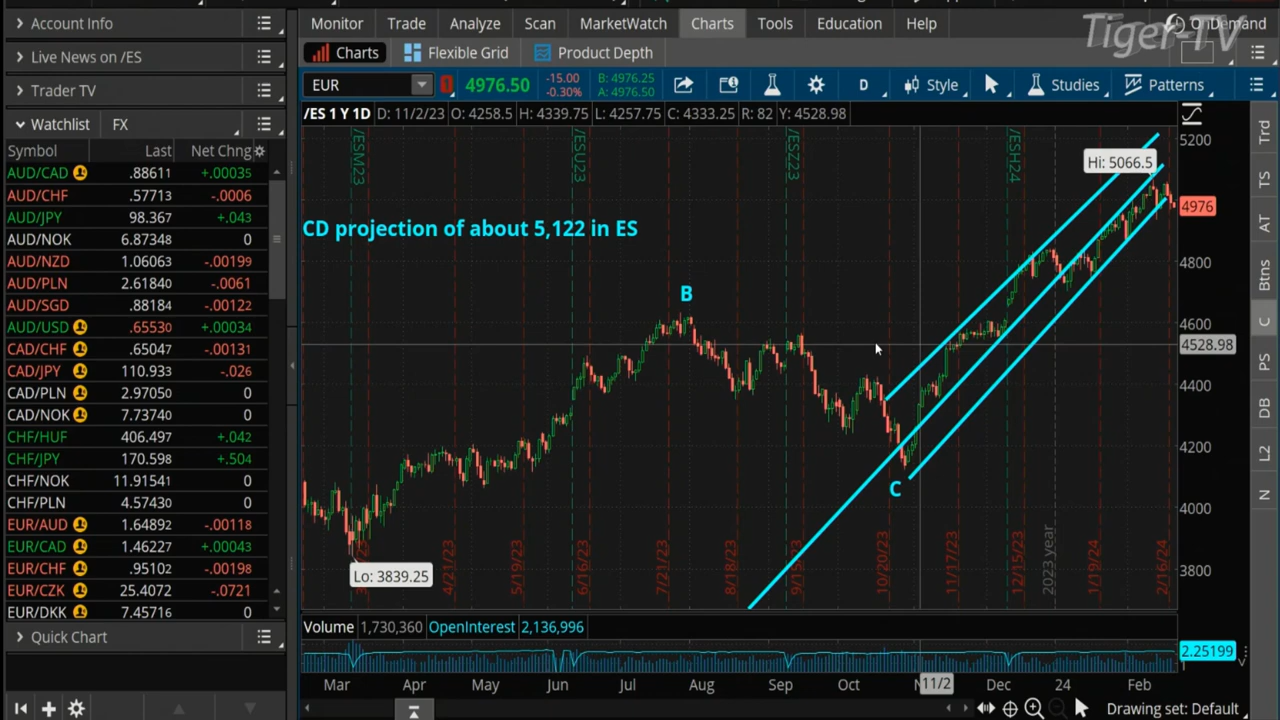 Account Info
Live News on /ES
Trader TV
Watchlist FX
Symbol Last Net Chng
AUD/CAD .88611 +.00035
AUD/CHF .57713 -.0006
AUD/JPY 98.367 +.043
AUD/NOK 6.87348 0
AUD/NZD 1.06063 -.00199
AUD/PLN 2.61840 -.0061
AUD/SGD .88184 -.00122
AUD/USD .65530 +.00034
CAD/CHF .65047 -.00131
CAD/JPY 110.933 -.026
CAD/PLN 2.97050 0
CAD/NOK 7.73740 0
CHF/HUF 406.497 +.042
CHF/JPY 170.598 +.504
CHF/NOK 11.91541 0
CHF/PLN 4.57430 0
EUR/AUD 1.64892 -.00118
EUR/CAD 1.46227 +.00043
EUR/CHF .95102 -.00198
EUR/CZK 25.4072 -.0721
EUR/DKK 7.45716 0
Quick Chart
Monitor Trade Analyze Scan MarketWatch Charts Tools Education Help
Tiger-TV
Charts Flexible Grid Product Depth
EUR 4976.50 -15.00 -0.30% B: 4976.25 A: 4976.50 D Style Studies Patterns
/ES 1 Y 1D D: 11/2/23 O: 4258.5 H: 4339.75 L: 4257.75 C: 4333.25 R: 82 Y: 4528.98
/ESM23 /ESU23 /ESZ23 /ESH24
Hi: 5066.5
CD projection of about 5,122 in ES
B
C
Lo: 3839.25
5200
4976
4800
4600
4528.98
4400
4200
4000
3800
4/21/23 5/19/23 6/16/23 7/21/23 8/18/23 9/15/23 10/20/23 11/17/23 12/15/23 2023 year 1/19/24 2/16/24
Volume 1,730,360 OpenInterest 2,136,996
2.25199
Mar Apr May Jun Jul Aug Sep Oct 11/2 Dec 24 Feb
Drawing set: Default
Trd
TS
AT
Btns
C
PS
DB
L2
N